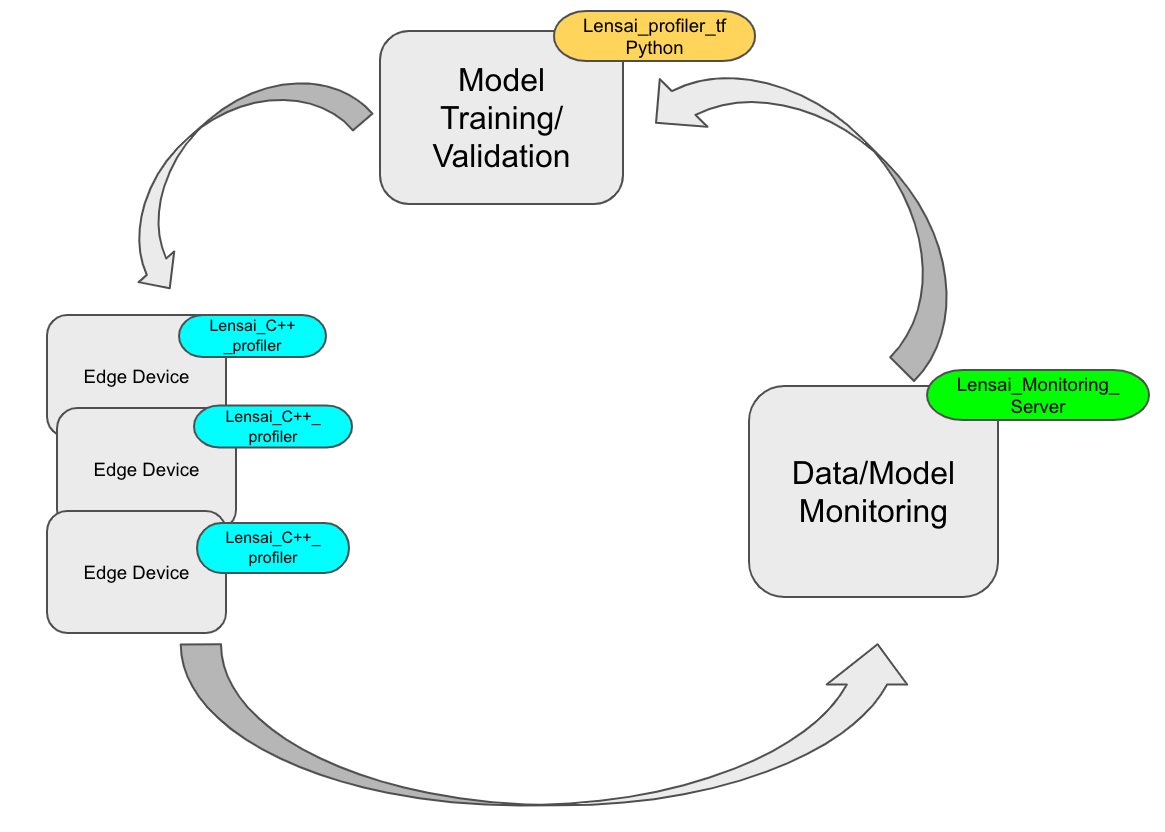 Lensai_profiler_tf
Python
Model
Training/
Validation
Lensai_C++
_profiler
Edge Device
Lensai_C++_
profiler
Edge Device
Lensai_C++_
profiler
Edge Device
Lensai_Monitoring_
Server
Data/Model
Monitoring